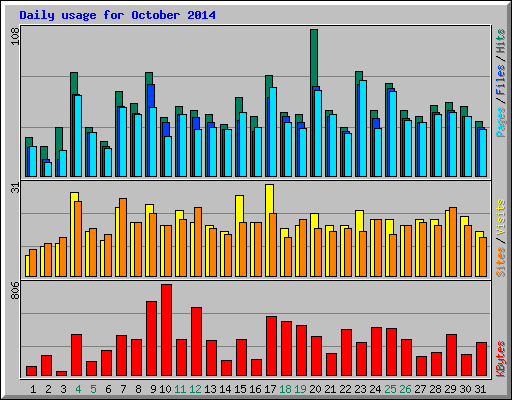 Daily usage for October 2014
108
Pages / Files / Hits
31
Sites / Visits
806
KBytes
1 2 3 4 5 6 7 8 9 10 11 12 13 14 15 16 17 18 19 20 21 22 23 24 25 26 27 28 29 30 31